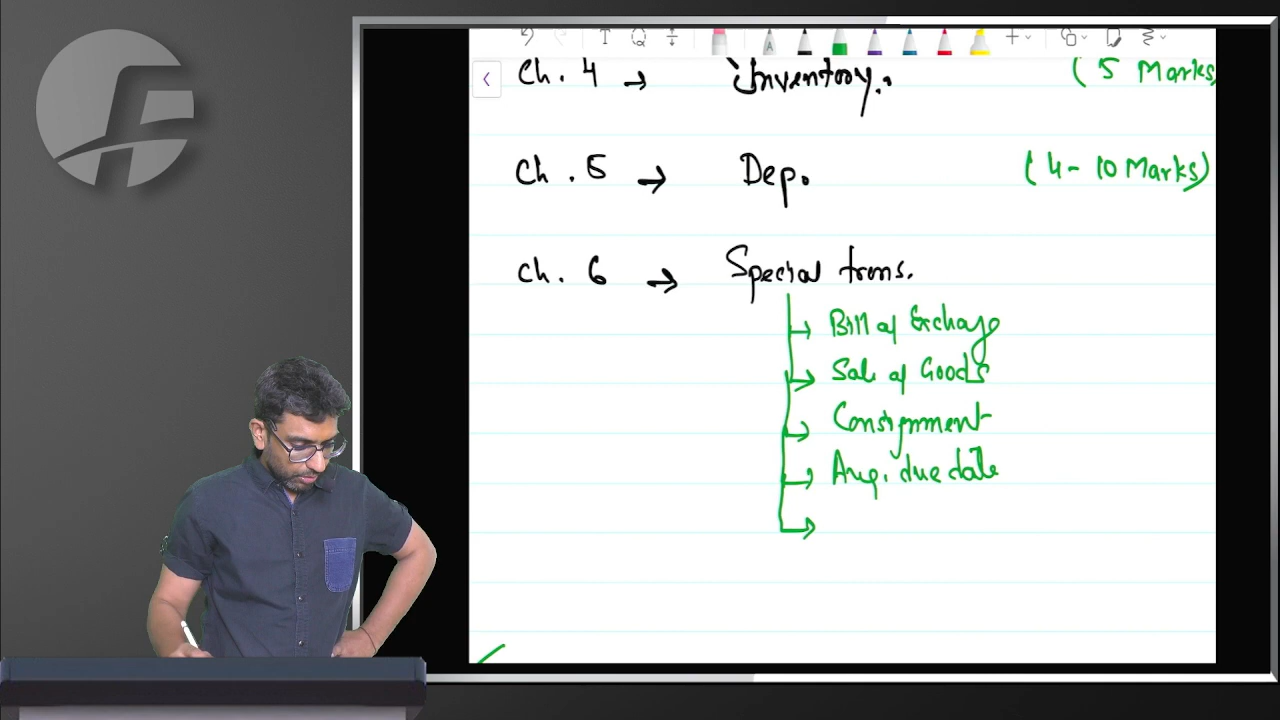 Ch. 4 → Inventory. (5 Marks
Ch. 5 → Dep. (4 - 10 Marks)
Ch. 6 → Special trans.
→ Bill of Exchange
→ Sale of Goods
→ Consignment
→ Avg. due date
→